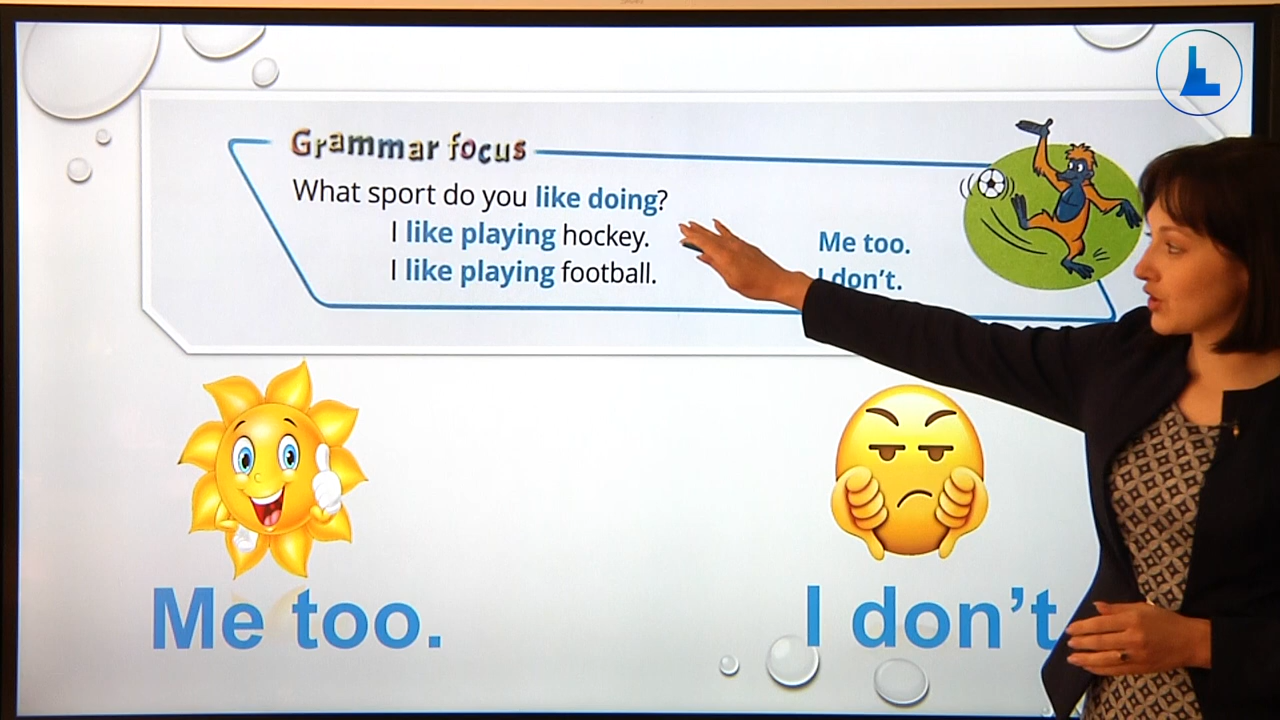 Grammar focus
What sport do you like doing?
I like playing hockey. Me too.
I like playing football. I don't.
Me too.
I don't